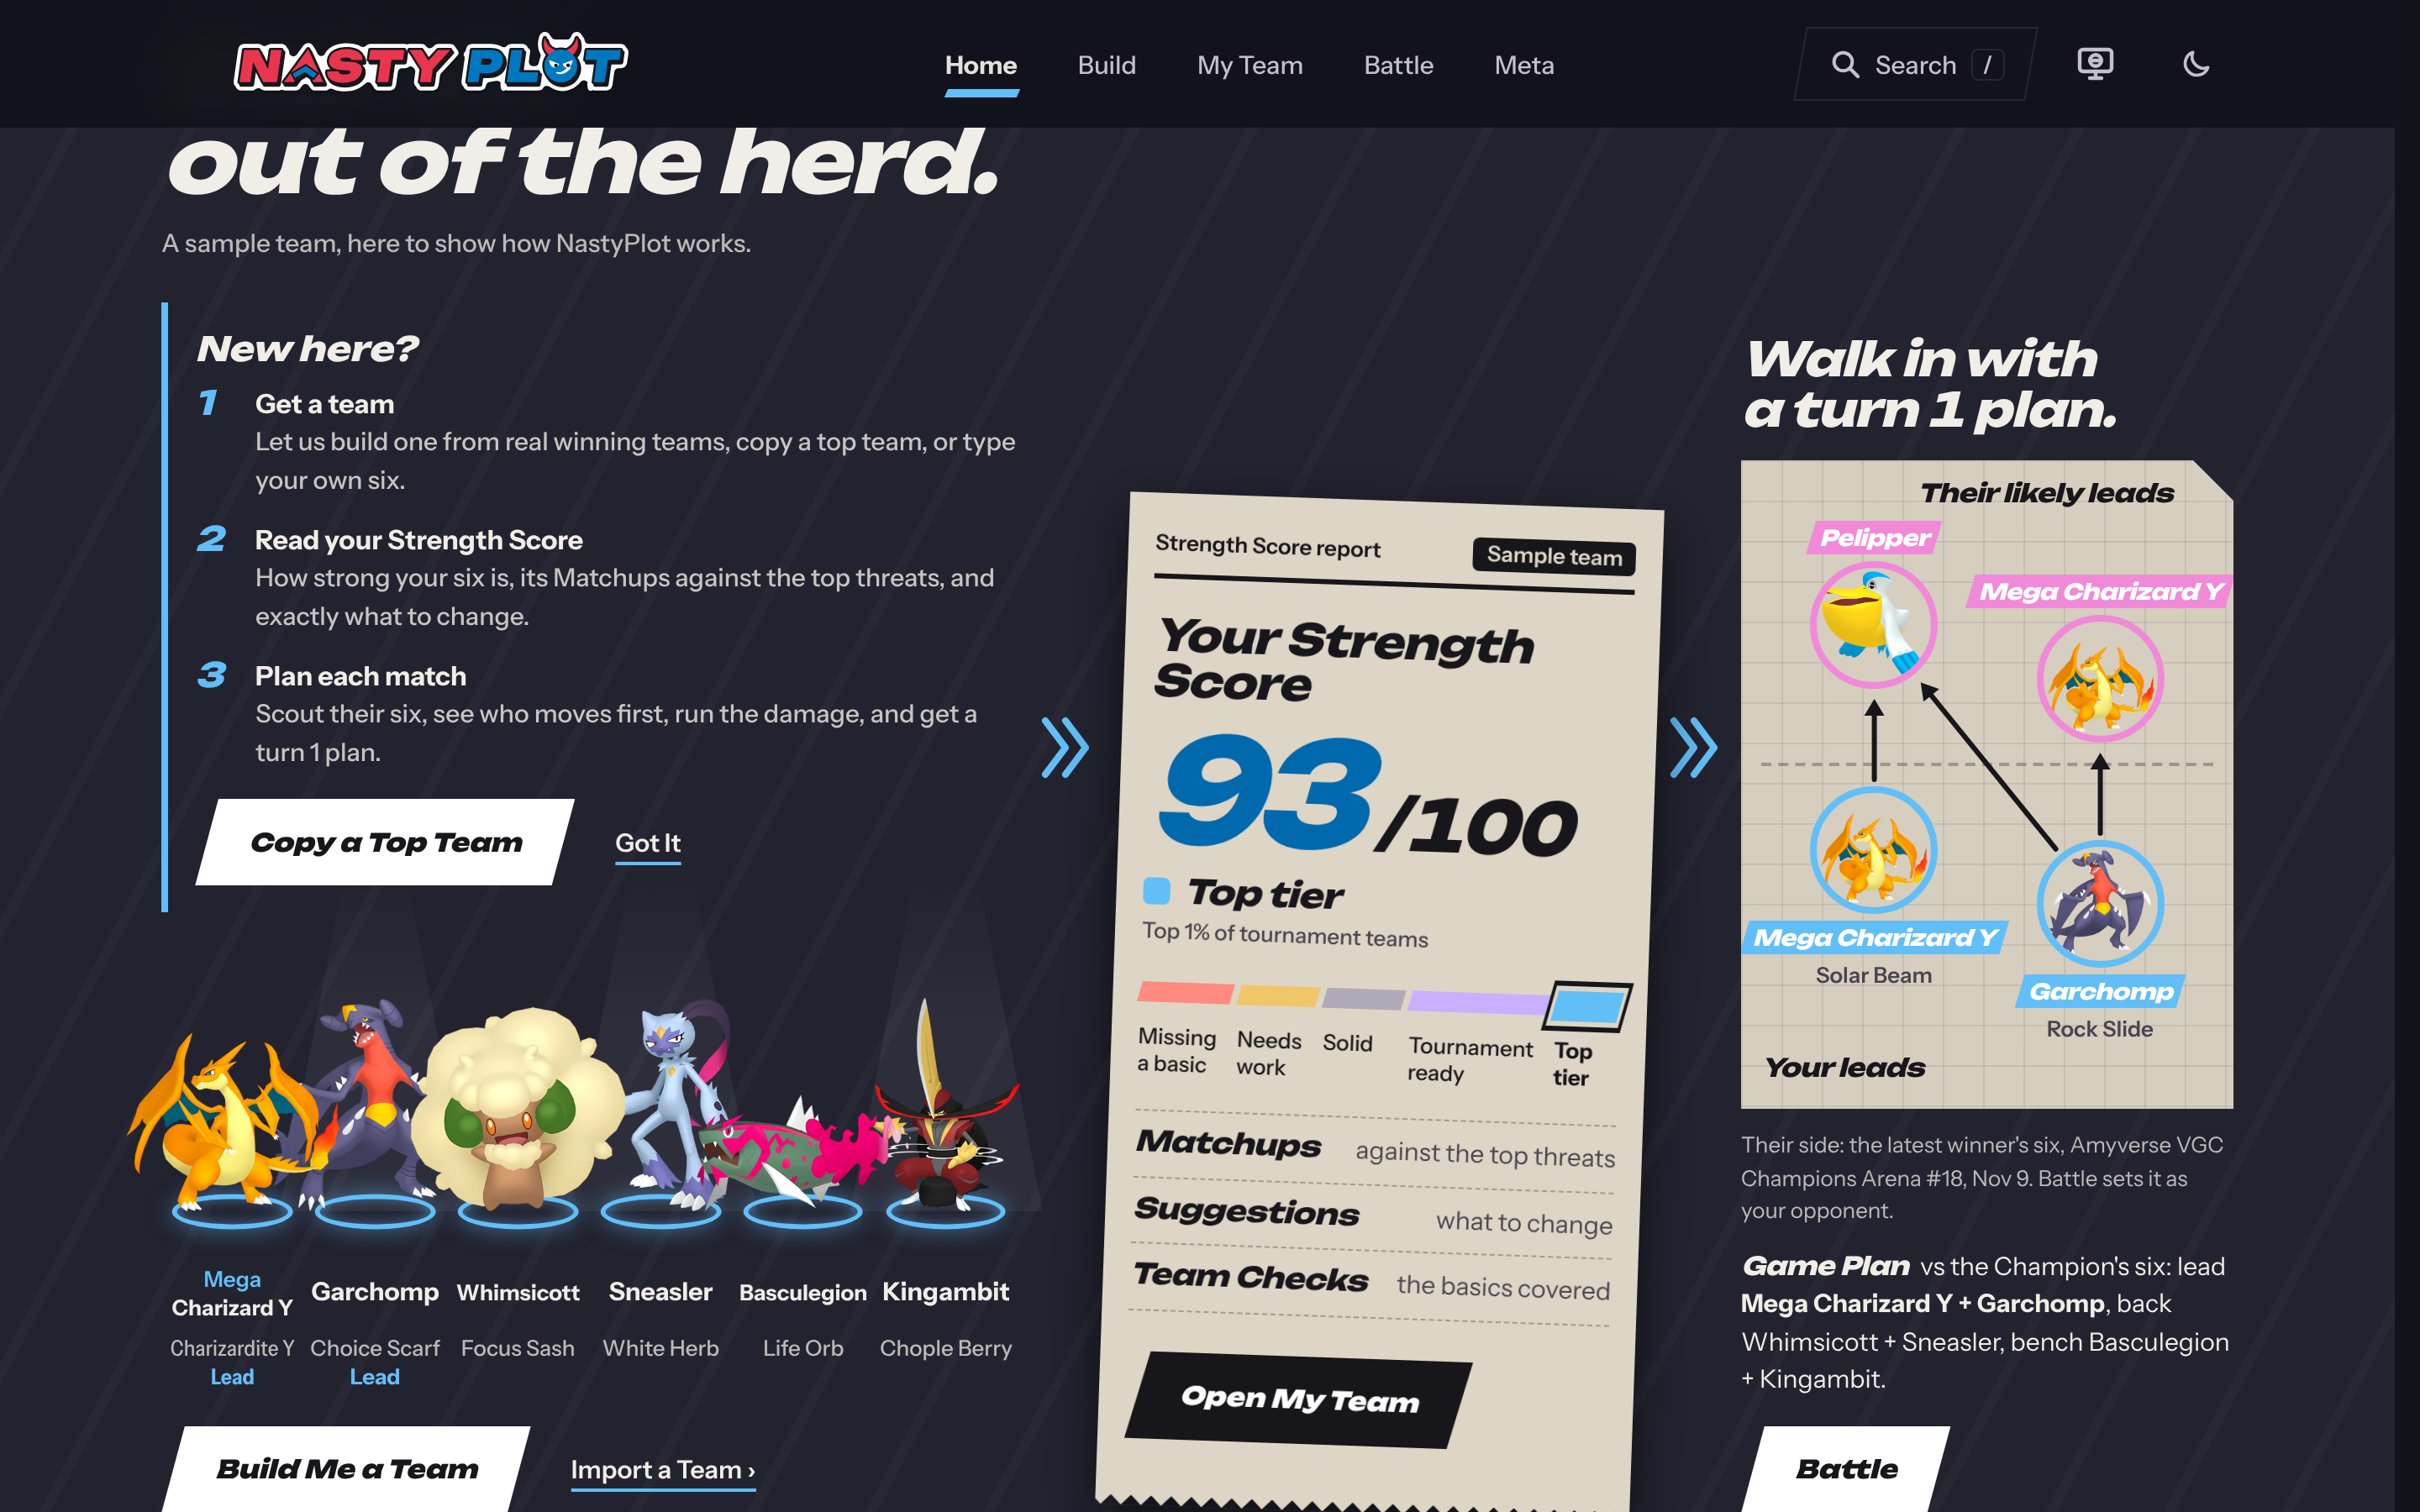 NASTY PLOT
Home
Build
My Team
Battle
Meta
Search /
out of the herd.
A sample team, here to show how NastyPlot works.
New here?
1 Get a team
Let us build one from real winning teams, copy a top team, or type
your own six.
2 Read your Strength Score
How strong your six is, its Matchups against the top threats, and
exactly what to change.
3 Plan each match
Scout their six, see who moves first, run the damage, and get a
turn 1 plan.
Copy a Top Team
Got It
Mega
Charizard Y
Charizardite Y
Lead
Garchomp
Choice Scarf
Lead
Whimsicott
Focus Sash
Sneasler
White Herb
Basculegion
Life Orb
Kingambit
Chople Berry
Build Me a Team
Import a Team ›
Strength Score report
Sample team
Your Strength
Score
93/100
Top tier
Top 1% of tournament teams
Missing
a basic
Needs
work
Solid
Tournament
ready
Top
tier
Matchups against the top threats
Suggestions what to change
Team Checks the basics covered
Open My Team
Walk in with
a turn 1 plan.
Their likely leads
Pelipper
Mega Charizard Y
Mega Charizard Y
Solar Beam
Garchomp
Rock Slide
Your leads
Their side: the latest winner's six, Amyverse VGC
Champions Arena #18, Nov 9. Battle sets it as
your opponent.
Game Plan vs the Champion's six: lead
Mega Charizard Y + Garchomp, back
Whimsicott + Sneasler, bench Basculegion
+ Kingambit.
Battle